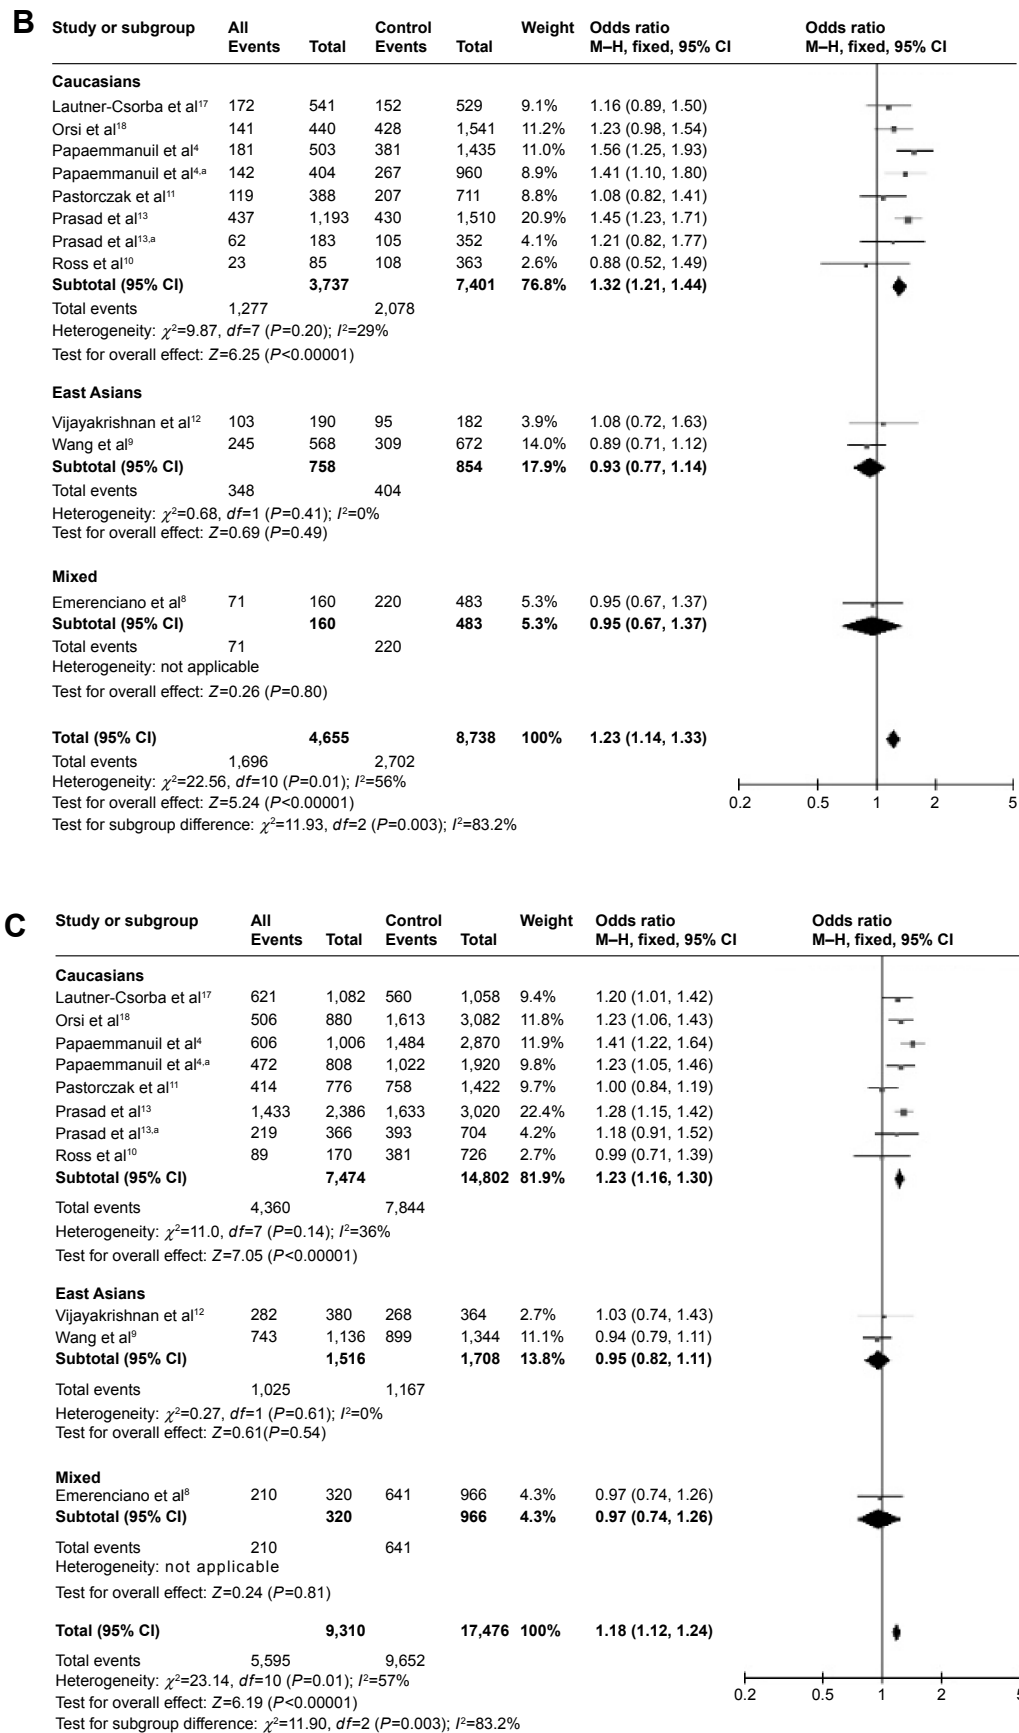 B
Study or subgroup All Control Weight Odds ratio Odds ratio
Events Total Events Total M–H, fixed, 95% CI M–H, fixed, 95% CI
Caucasians
Lautner-Csorba et al17 172 541 152 529 9.1% 1.16 (0.89, 1.50)
Orsi et al18 141 440 428 1,541 11.2% 1.23 (0.98, 1.54)
Papaemmanuil et al4 181 503 381 1,435 11.0% 1.56 (1.25, 1.93)
Papaemmanuil et al4,a 142 404 267 960 8.9% 1.41 (1.10, 1.80)
Pastorczak et al11 119 388 207 711 8.8% 1.08 (0.82, 1.41)
Prasad et al13 437 1,193 430 1,510 20.9% 1.45 (1.23, 1.71)
Prasad et al13,a 62 183 105 352 4.1% 1.21 (0.82, 1.77)
Ross et al10 23 85 108 363 2.6% 0.88 (0.52, 1.49)
Subtotal (95% CI) 3,737 7,401 76.8% 1.32 (1.21, 1.44)
Total events 1,277 2,078
Heterogeneity: χ2=9.87, df=7 (P=0.20); I2=29%
Test for overall effect: Z=6.25 (P<0.00001)
East Asians
Vijayakrishnan et al12 103 190 95 182 3.9% 1.08 (0.72, 1.63)
Wang et al9 245 568 309 672 14.0% 0.89 (0.71, 1.12)
Subtotal (95% CI) 758 854 17.9% 0.93 (0.77, 1.14)
Total events 348 404
Heterogeneity: χ2=0.68, df=1 (P=0.41); I2=0%
Test for overall effect: Z=0.69 (P=0.49)
Mixed
Emerenciano et al8 71 160 220 483 5.3% 0.95 (0.67, 1.37)
Subtotal (95% CI) 160 483 5.3% 0.95 (0.67, 1.37)
Total events 71 220
Heterogeneity: not applicable
Test for overall effect: Z=0.26 (P=0.80)
Total (95% CI) 4,655 8,738 100% 1.23 (1.14, 1.33)
Total events 1,696 2,702
Heterogeneity: χ2=22.56, df=10 (P=0.01); I2=56%
Test for overall effect: Z=5.24 (P<0.00001)
Test for subgroup difference: χ2=11.93, df=2 (P=0.003); I2=83.2%
0.2 0.5 1 2 5
C
Study or subgroup All Control Weight Odds ratio Odds ratio
Events Total Events Total M–H, fixed, 95% CI M–H, fixed, 95% CI
Caucasians
Lautner-Csorba et al17 621 1,082 560 1,058 9.4% 1.20 (1.01, 1.42)
Orsi et al18 506 880 1,613 3,082 11.8% 1.23 (1.06, 1.43)
Papaemmanuil et al4 606 1,006 1,484 2,870 11.9% 1.41 (1.22, 1.64)
Papaemmanuil et al4,a 472 808 1,022 1,920 9.8% 1.23 (1.05, 1.46)
Pastorczak et al11 414 776 758 1,422 9.7% 1.00 (0.84, 1.19)
Prasad et al13 1,433 2,386 1,633 3,020 22.4% 1.28 (1.15, 1.42)
Prasad et al13,a 219 366 393 704 4.2% 1.18 (0.91, 1.52)
Ross et al10 89 170 381 726 2.7% 0.99 (0.71, 1.39)
Subtotal (95% CI) 7,474 14,802 81.9% 1.23 (1.16, 1.30)
Total events 4,360 7,844
Heterogeneity: χ2=11.0, df=7 (P=0.14); I2=36%
Test for overall effect: Z=7.05 (P<0.00001)
East Asians
Vijayakrishnan et al12 282 380 268 364 2.7% 1.03 (0.74, 1.43)
Wang et al9 743 1,136 899 1,344 11.1% 0.94 (0.79, 1.11)
Subtotal (95% CI) 1,516 1,708 13.8% 0.95 (0.82, 1.11)
Total events 1,025 1,167
Heterogeneity: χ2=0.27, df=1 (P=0.61); I2=0%
Test for overall effect: Z=0.61(P=0.54)
Mixed
Emerenciano et al8 210 320 641 966 4.3% 0.97 (0.74, 1.26)
Subtotal (95% CI) 320 966 4.3% 0.97 (0.74, 1.26)
Total events 210 641
Heterogeneity: not applicable
Test for overall effect: Z=0.24 (P=0.81)
Total (95% CI) 9,310 17,476 100% 1.18 (1.12, 1.24)
Total events 5,595 9,652
Heterogeneity: χ2=23.14, df=10 (P=0.01); I2=57%
Test for overall effect: Z=6.19 (P<0.00001)
Test for subgroup difference: χ2=11.90, df=2 (P=0.003); I2=83.2%
0.2 0.5 1 2 5